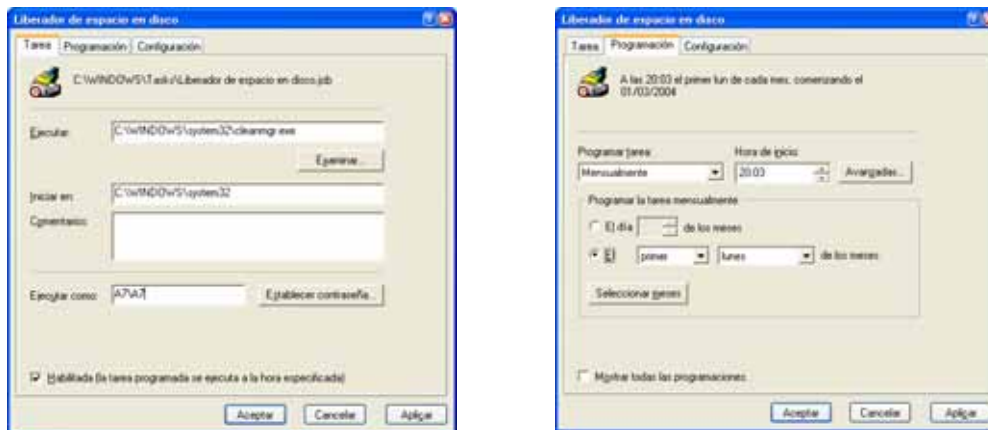 Liberador de espacio en disco
Tarea Programación Configuración
C:\WINDOWS\Tasks\Liberador de espacio en disco.job
Ejecutar:
C:\WINDOWS\system32\cleanmgr.exe
Examinar...
Iniciar en:
C:\WINDOWS\system32
Comentarios:
Ejecutar como:
A7\A7
Establecer contraseña...
Habilitada (la tarea programada se ejecuta a la hora especificada)
Aceptar Cancelar Aplicar
Liberador de espacio en disco
Tarea Programación Configuración
A las 20:03 el primer lun de cada mes, comenzando el
01/03/2004
Programar tarea:
Hora de inicio:
Mensualmente
20:03
Avanzadas...
Programar la tarea mensualmente
El día de los meses
El primer lunes de los meses
Seleccionar meses
Mostrar todas las programaciones.
Aceptar Cancelar Aplicar